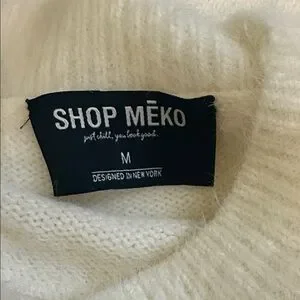 SHOP MĒKO
just chill, you look good.
M
DESIGNED IN NEW YORK